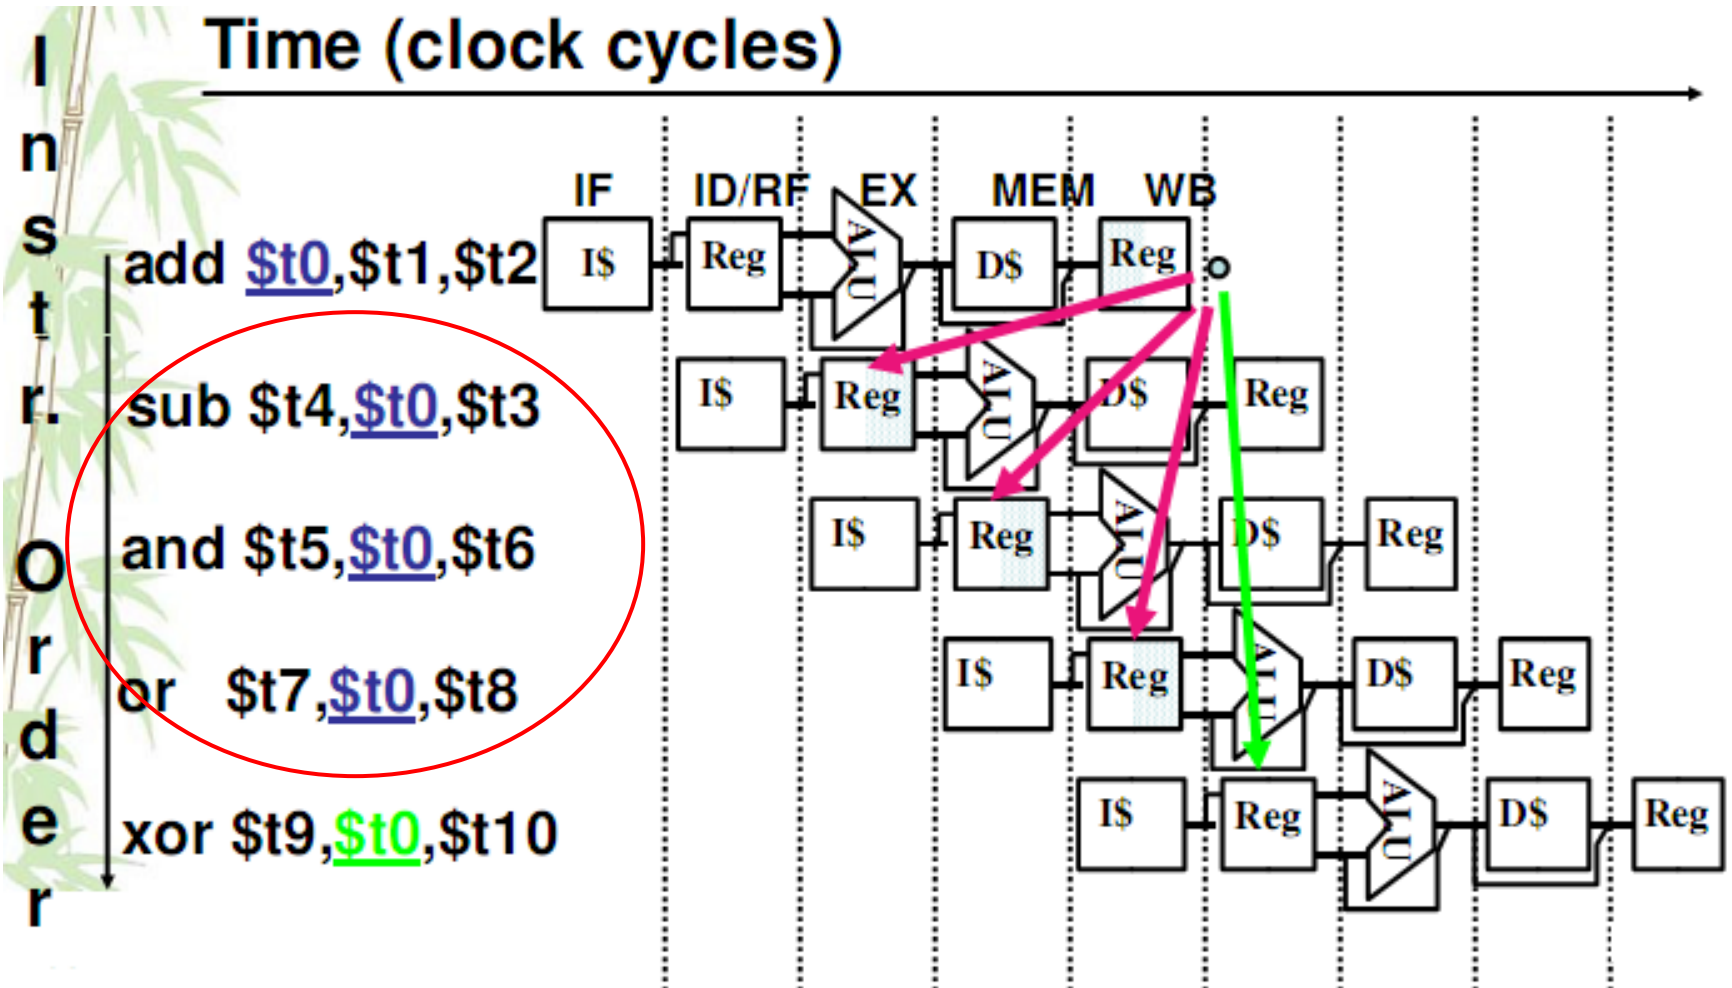 Time (clock cycles)
Instr. Order
IF ID/RF EX MEM WB
add $t0,$t1,$t2 I$ Reg ALU D$ Reg
sub $t4,$t0,$t3 I$ Reg ALU D$ Reg
and $t5,$t0,$t6 I$ Reg ALU D$ Reg
or $t7,$t0,$t8 I$ Reg ALU D$ Reg
xor $t9,$t0,$t10 I$ Reg ALU D$ Reg